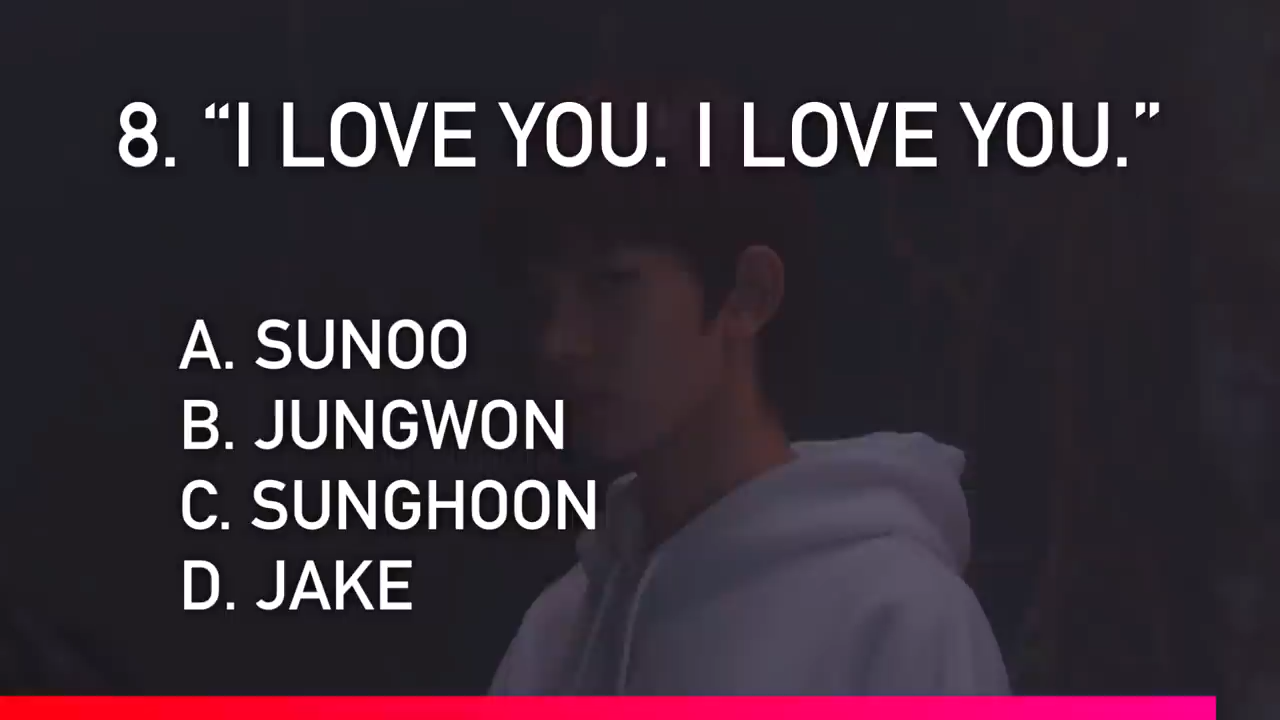 8. “I LOVE YOU. I LOVE YOU.”
A. SUNOO
B. JUNGWON
C. SUNGHOON
D. JAKE